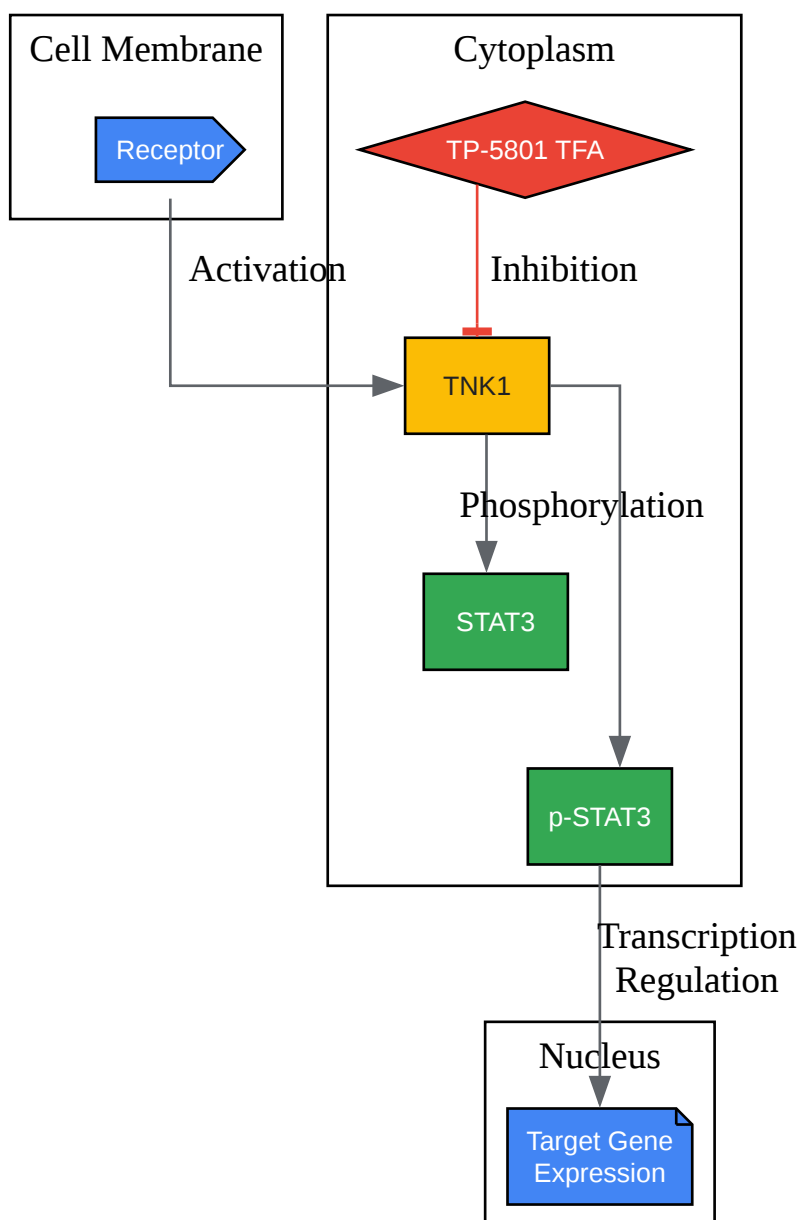 Cell Membrane
Cytoplasm
Receptor
TP-5801 TFA
Activation
Inhibition
TNK1
Phosphorylation
STAT3
p-STAT3
Transcription
Regulation
Nucleus
Target Gene
Expression